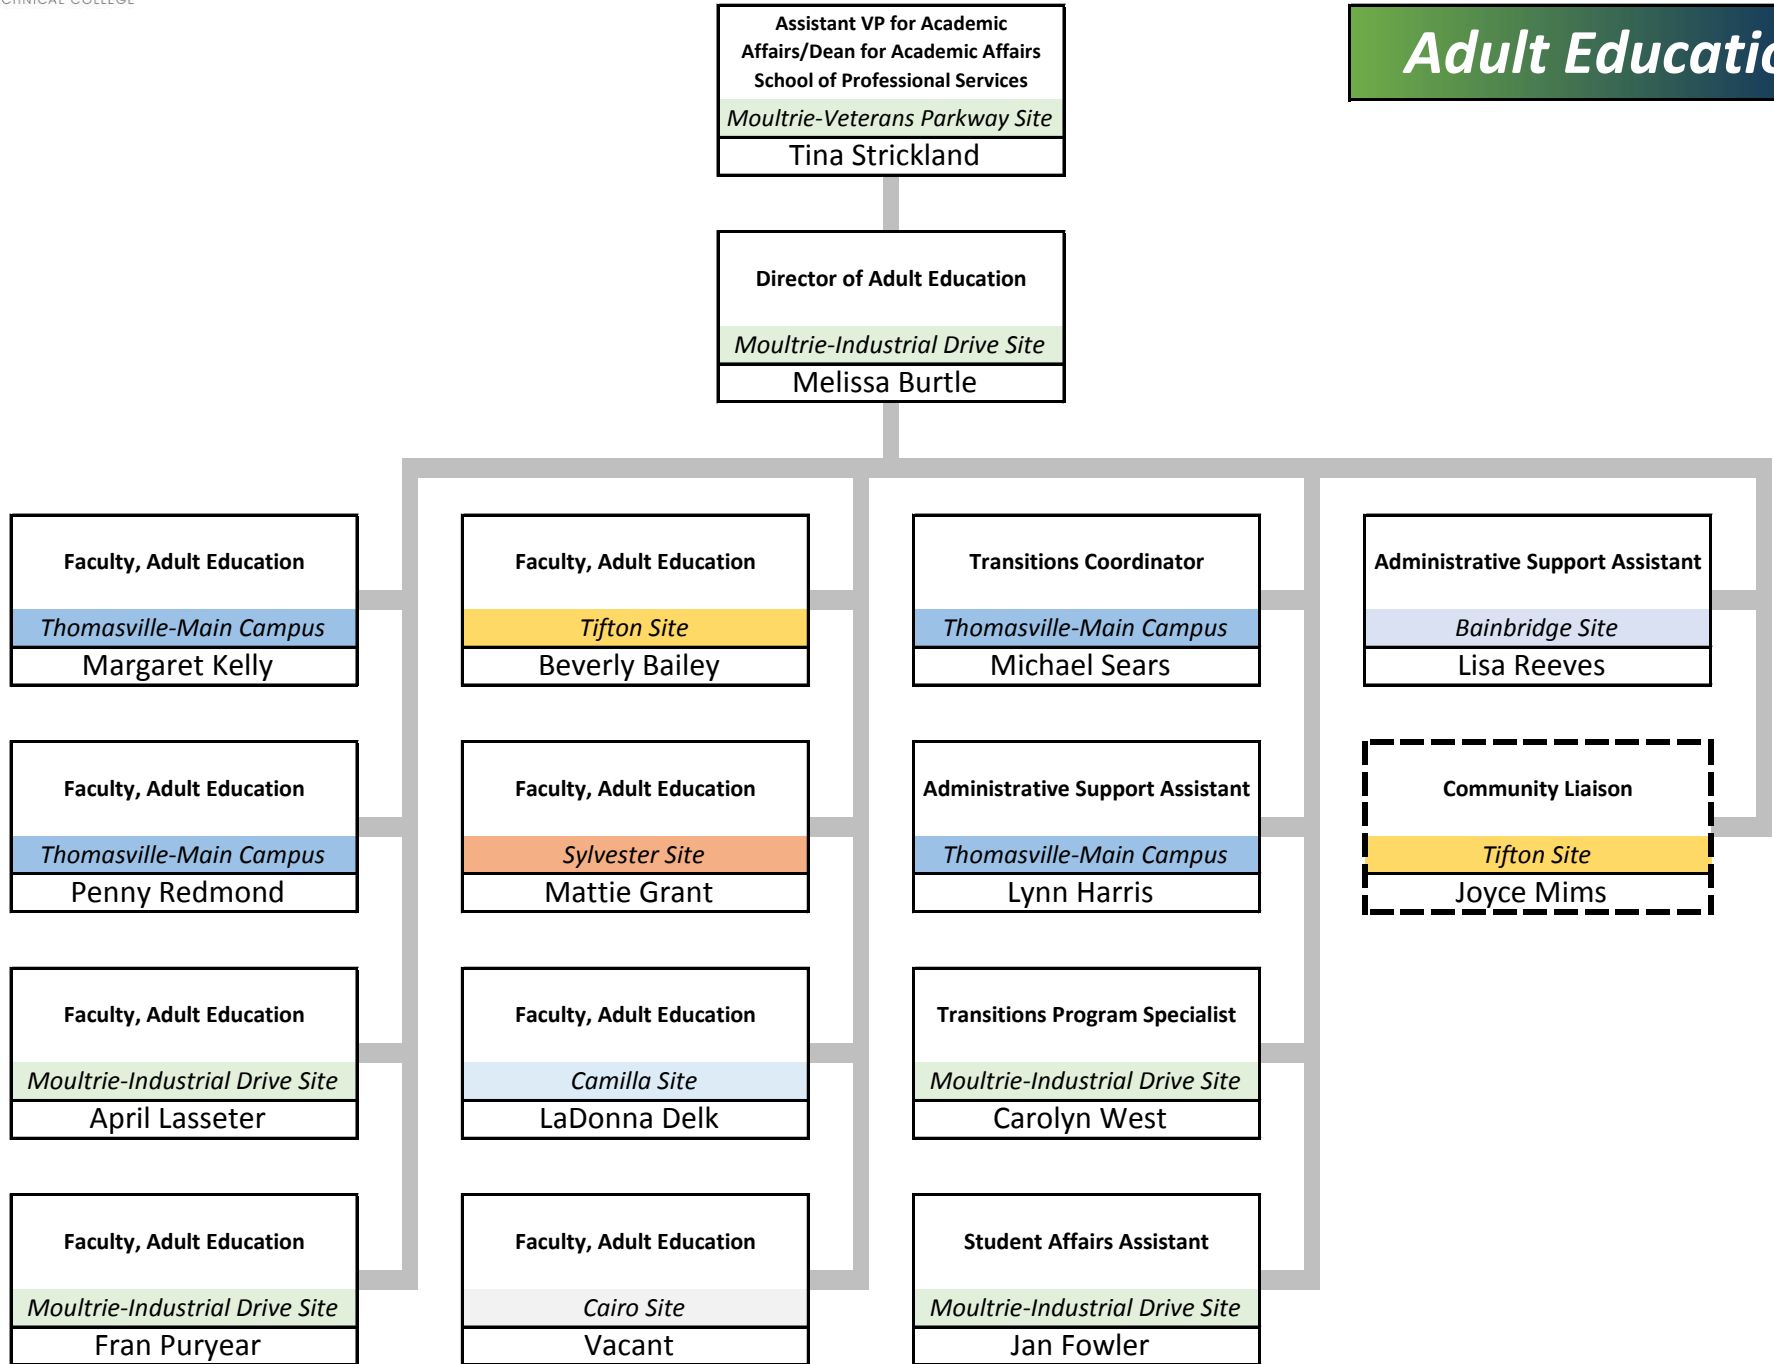 TECHNICAL COLLEGE
Adult Educatio
Assistant VP for Academic
Affairs/Dean for Academic Affairs
School of Professional Services
Moultrie-Veterans Parkway Site
Tina Strickland
Director of Adult Education
Moultrie-Industrial Drive Site
Melissa Burtle
Faculty, Adult Education
Thomasville-Main Campus
Margaret Kelly
Faculty, Adult Education
Tifton Site
Beverly Bailey
Transitions Coordinator
Thomasville-Main Campus
Michael Sears
Administrative Support Assistant
Bainbridge Site
Lisa Reeves
Faculty, Adult Education
Thomasville-Main Campus
Penny Redmond
Faculty, Adult Education
Sylvester Site
Mattie Grant
Administrative Support Assistant
Thomasville-Main Campus
Lynn Harris
Community Liaison
Tifton Site
Joyce Mims
Faculty, Adult Education
Moultrie-Industrial Drive Site
April Lasseter
Faculty, Adult Education
Camilla Site
LaDonna Delk
Transitions Program Specialist
Moultrie-Industrial Drive Site
Carolyn West
Faculty, Adult Education
Moultrie-Industrial Drive Site
Fran Puryear
Faculty, Adult Education
Cairo Site
Vacant
Student Affairs Assistant
Moultrie-Industrial Drive Site
Jan Fowler